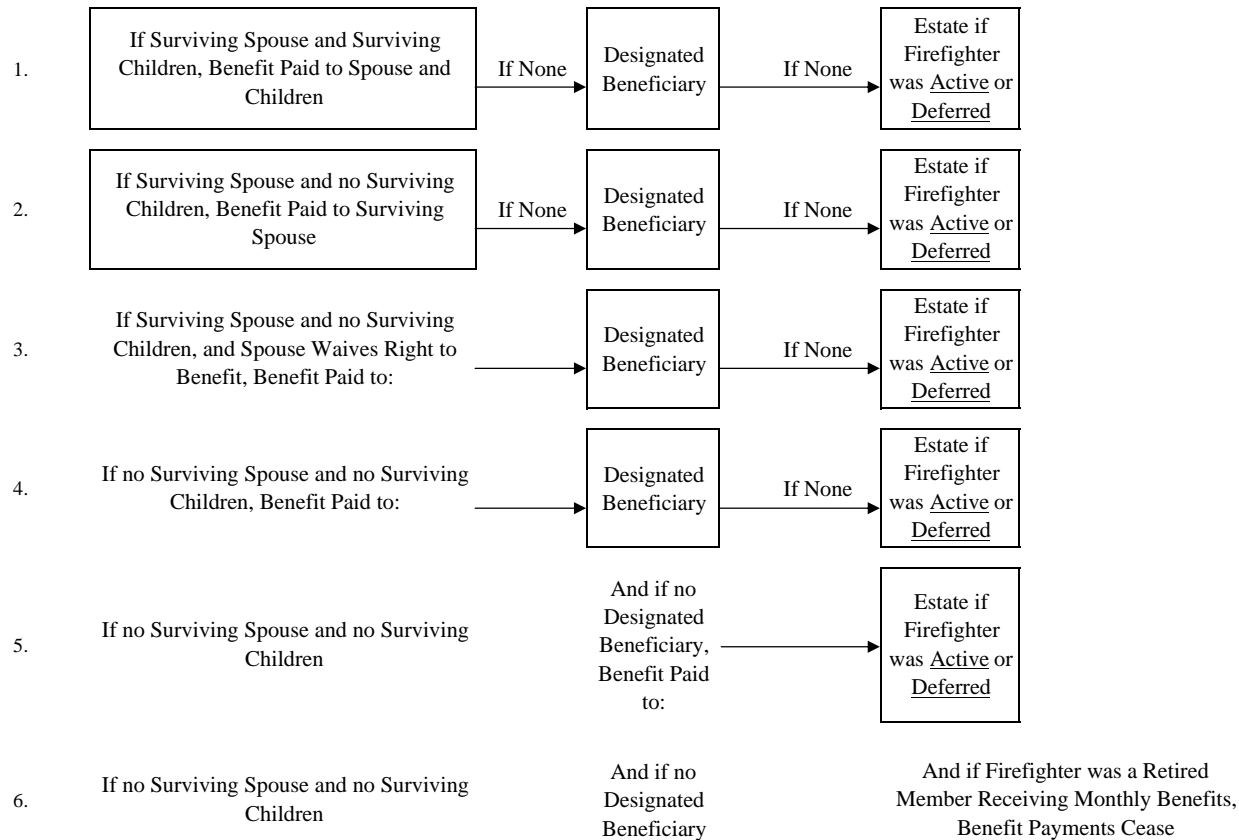 If Surviving Spouse and Surviving
Children, Benefit Paid to Spouse and
Children
1.
If None
Designated
Beneficiary
If None
Estate if
Firefighter
was Active or
Deferred
If Surviving Spouse and no Surviving
Children, Benefit Paid to Surviving
Spouse
2.
If None
Designated
Beneficiary
If None
Estate if
Firefighter
was Active or
Deferred
If Surviving Spouse and no Surviving
Children, and Spouse Waives Right to
Benefit, Benefit Paid to:
3.
Designated
Beneficiary
If None
Estate if
Firefighter
was Active or
Deferred
4.
If no Surviving Spouse and no Surviving
Children, Benefit Paid to:
Designated
Beneficiary
If None
Estate if
Firefighter
was Active or
Deferred
5.
If no Surviving Spouse and no Surviving
Children
And if no
Designated
Beneficiary,
Benefit Paid
to:
Estate if
Firefighter
was Active or
Deferred
6.
If no Surviving Spouse and no Surviving
Children
And if no
Designated
Beneficiary
And if Firefighter was a Retired
Member Receiving Monthly Benefits,
Benefit Payments Cease